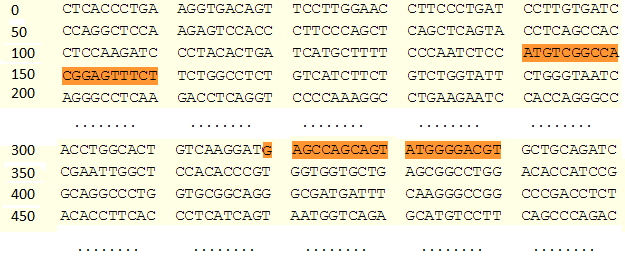 0 CTCACCCTGA AGGTGACAGT TCCTTGGAAC CTTCCCTGAT CCTTGTGATC
50 CCAGGCTCCA AGAGTCCACC CTTCCCAGCT CAGCTCAGTA CCTCAGCCAC
100 CTCCAAGATC CCTACACTGA TCATGCTTTT CCCAATCTCC ATGTCGGCCA
150 CGGAGTTTCT TCTGGCCTCT GTCATCTTCT GTCTGGTATT CTGGGTAATC
200 AGGGCCTCAA GACCTCAGGT CCCCAAAGGC CTGAAGAATC CACCAGGGCC
........ ........ ........ ........ ........
300 ACCTGGCACT GTCAAGGATG AGCCAGCAGT ATGGGGACGT GCTGCAGATC
350 CGAATTGGCT CCACACCCGT GGTGGTGCTG AGCGGCCTGG ACACCATCCG
400 GCAGGCCCTG GTGCGGCAGG GCGATGATTT CAAGGGCCGG CCCGACCTCT
450 ACACCTTCAC CCTCATCAGT AATGGTCAGA GCATGTCCTT CAGCCCAGAC
........ ........ ........ ........ ........